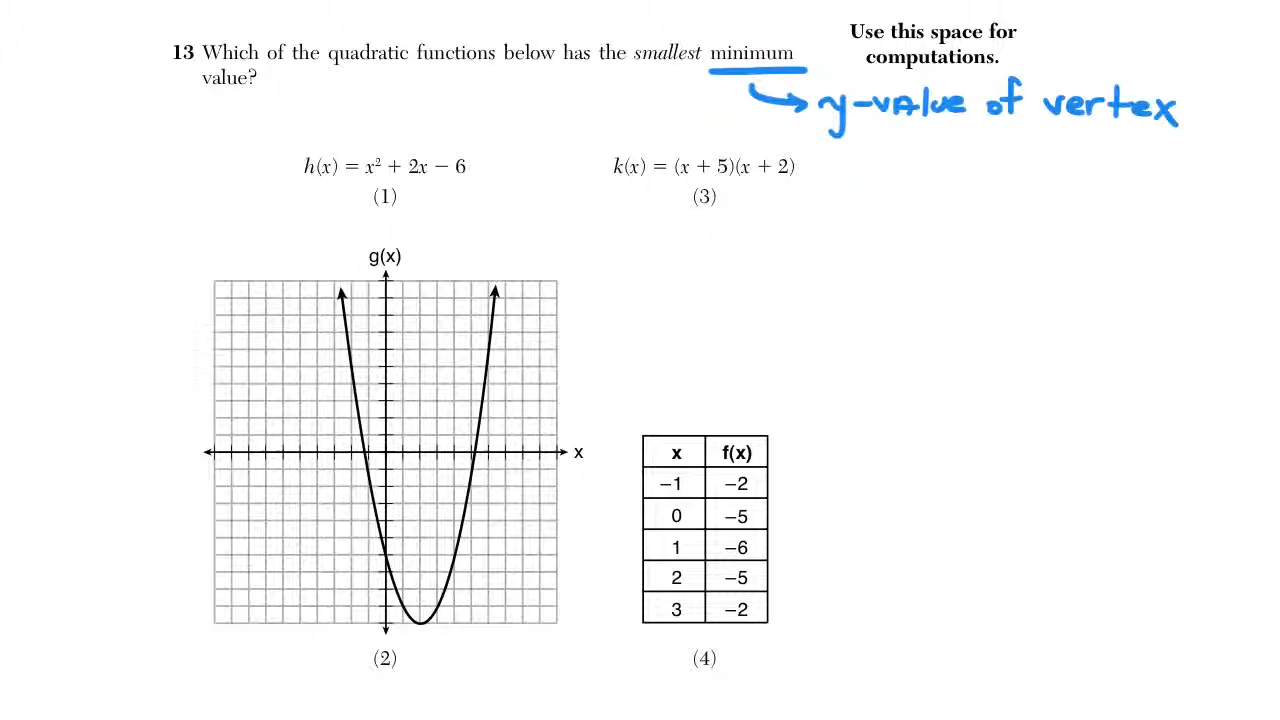 13 Which of the quadratic functions below has the smallest minimum
value?
Use this space for
computations.
y-value of vertex
h(x) = x² + 2x − 6
(1)
k(x) = (x + 5)(x + 2)
(3)
g(x)
x
(2)
x f(x)
−1 −2
0 −5
1 −6
2 −5
3 −2
(4)